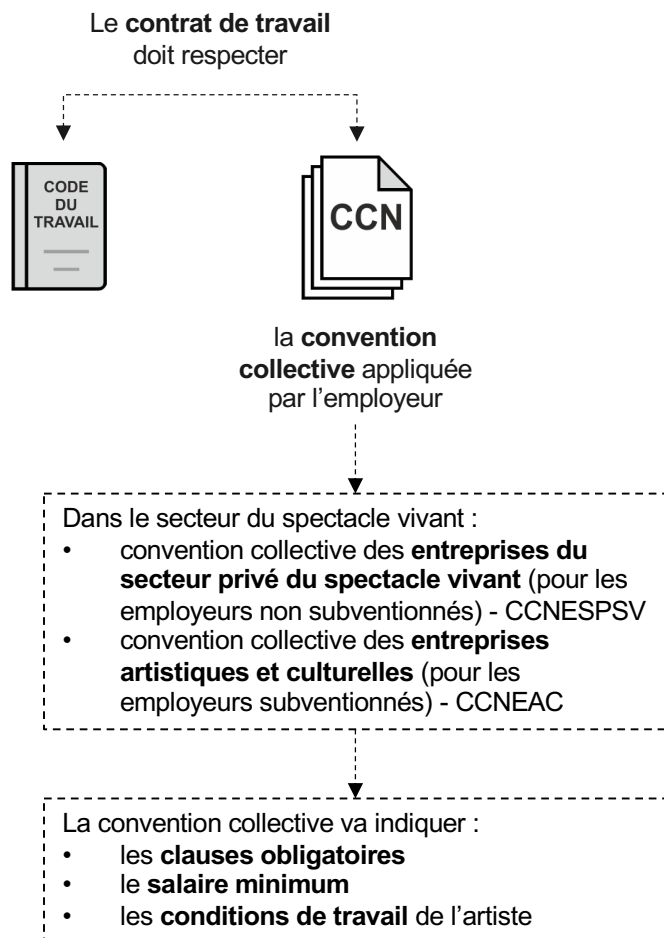 Le contrat de travail
doit respecter
CODE
DU
TRAVAIL
CCN
la convention
collective appliquée
par l’employeur
Dans le secteur du spectacle vivant :
• convention collective des entreprises du
secteur privé du spectacle vivant (pour les
employeurs non subventionnés) - CCNESPSV
• convention collective des entreprises
artistiques et culturelles (pour les
employeurs subventionnés) - CCNEAC
La convention collective va indiquer :
• les clauses obligatoires
• le salaire minimum
• les conditions de travail de l’artiste